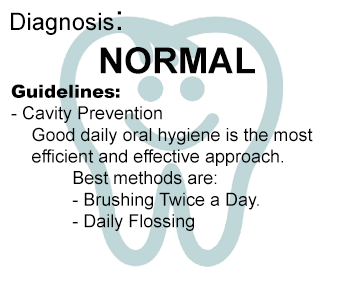 Diagnosis:
NORMAL
Guidelines:
- Cavity Prevention
Good daily oral hygiene is the most
efficient and effective approach.
Best methods are:
- Brushing Twice a Day.
- Daily Flossing